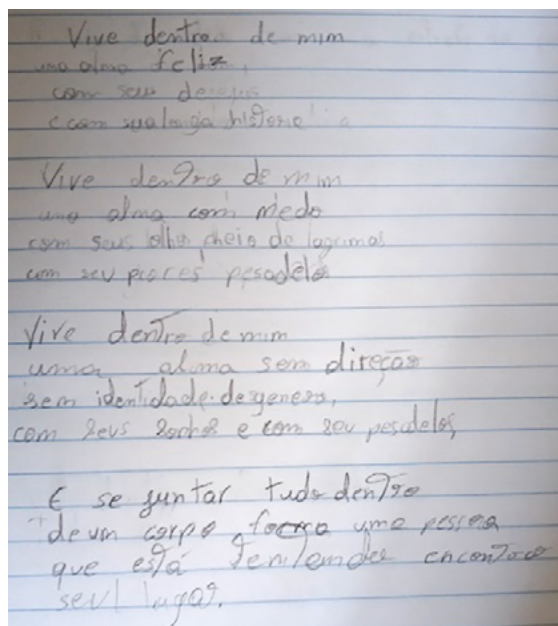 Vive dentro de mim
uma alma feliz
com seus desejos
e com sua longa historia
Vive dentro de mim
uma alma com medo
com seus olho cheio de lagrimas
com seu piores pesadelos
Vive dentro de mim
uma alma sem direção
sem identidade de genero,
com seus sonhos e com seu pesadelos,
E se juntar tudo dentro
de um corpo forma uma pessoa
que está tentando encontrar
seu lugar.